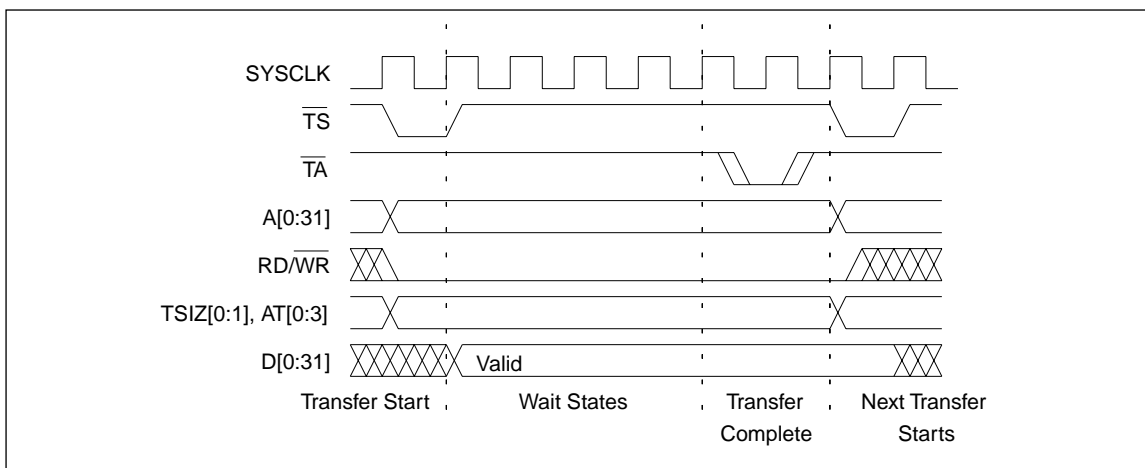 SYSCLK
TS
TA
A[0:31]
RD/WR
TSIZ[0:1], AT[0:3]
D[0:31]
Valid
Transfer Start
Wait States
Transfer
Complete
Next Transfer
Starts